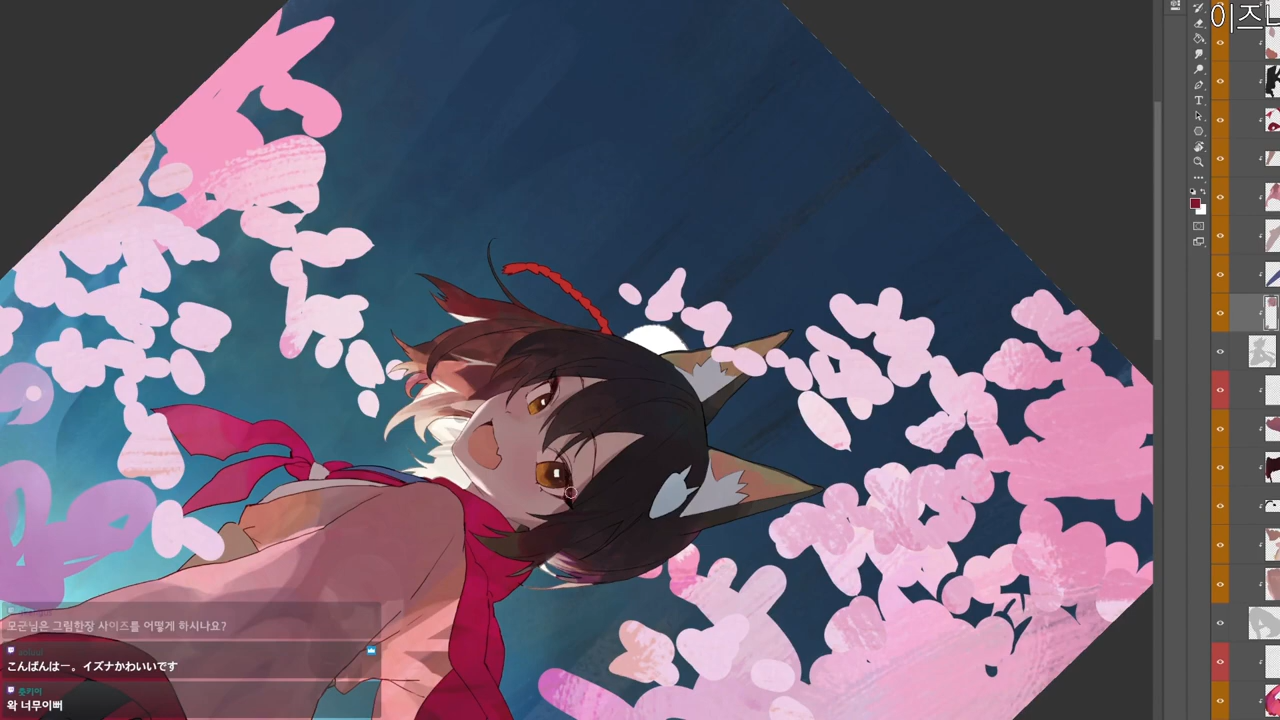 이즈나
모군님은 그림한장 사이즈를 어떻게 하시나요?
こんばんはー。イズナかわいいです
줒키이
왁 너무이뻐